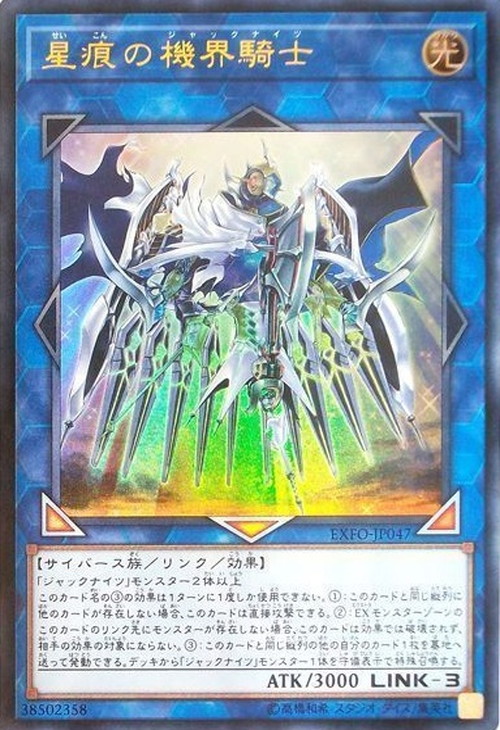 星痕の機界騎士
せいこん ジャックナイツ
光
EXFO-JP047
【サイバース族/リンク/効果】
「ジャックナイツ」モンスター2体以上
このカード名の③の効果は1ターンに1度しか使用できない。①:このカードと同じ縦列に
他のカードが存在しない場合、このカードは直接攻撃できる。②:EXモンスターゾーンの
このカードのリンク先にモンスターが存在しない場合、このカードは効果では破壊されず、
相手の効果の対象にならない。③:このカードと同じ縦列の他の自分のカード1枚を墓地へ
送って発動できる。デッキから「ジャックナイツ」モンスター1体を守備表示で特殊召喚する。
ATK/3000 LINK-3
38502358
©高橋和希 スタジオ・ダイス/集英社